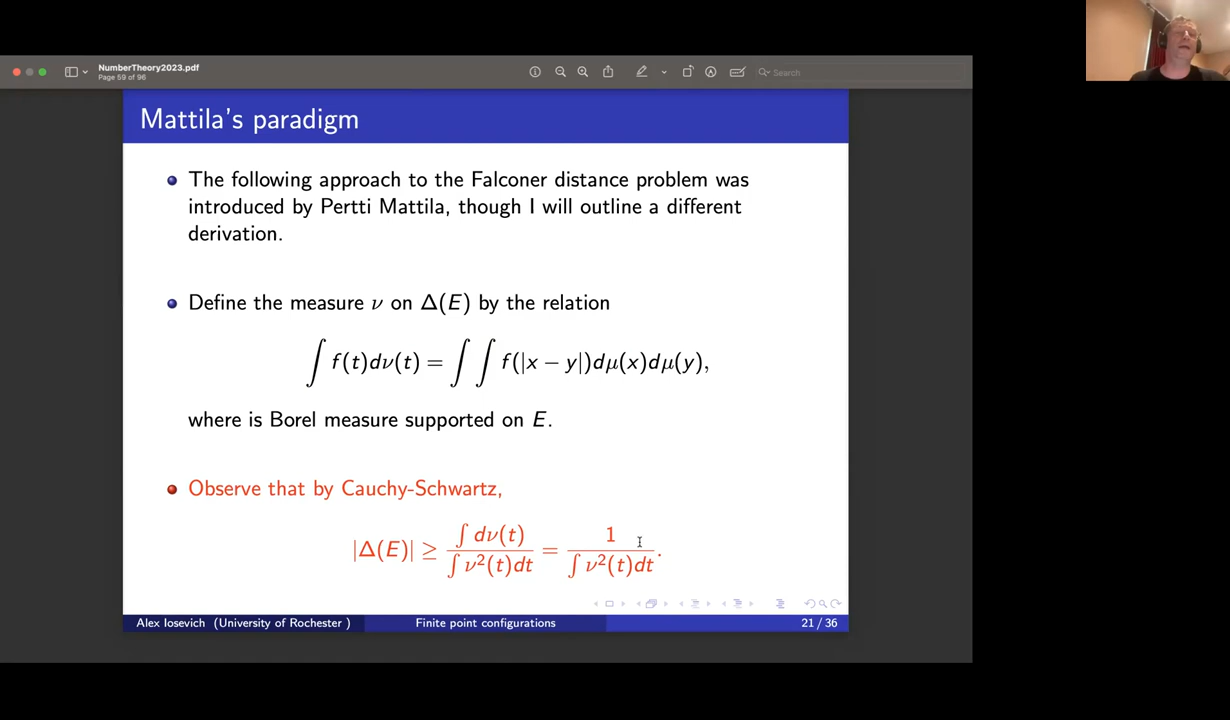 NumberTheory2023.pdf
Page 59 of 96
Search
Mattila's paradigm
The following approach to the Falconer distance problem was
introduced by Pertti Mattila, though I will outline a different
derivation.
Define the measure ν on Δ(E) by the relation
∫ f(t)dν(t) = ∫ ∫ f(|x − y|)dμ(x)dμ(y),
where is Borel measure supported on E.
Observe that by Cauchy-Schwartz,
|Δ(E)| ≥ ∫ dν(t) / ∫ ν²(t)dt = 1 / ∫ ν²(t)dt.
Alex Iosevich (University of Rochester ) Finite point configurations 21 / 36